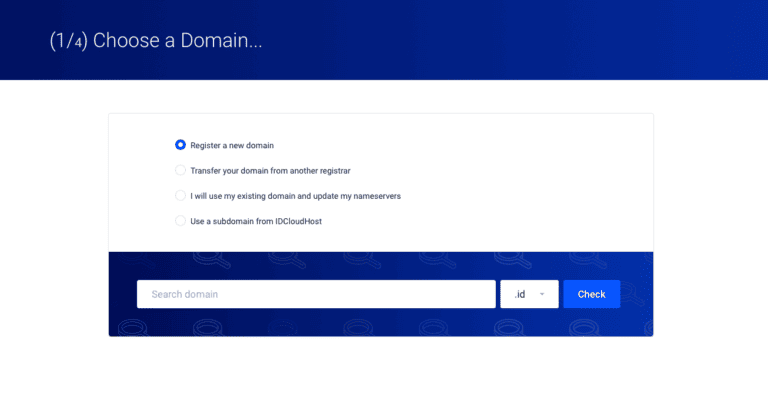 (1/4) Choose a Domain...
Register a new domain
Transfer your domain from another registrar
I will use my existing domain and update my nameservers
Use a subdomain from IDCloudHost
Search domain .id Check